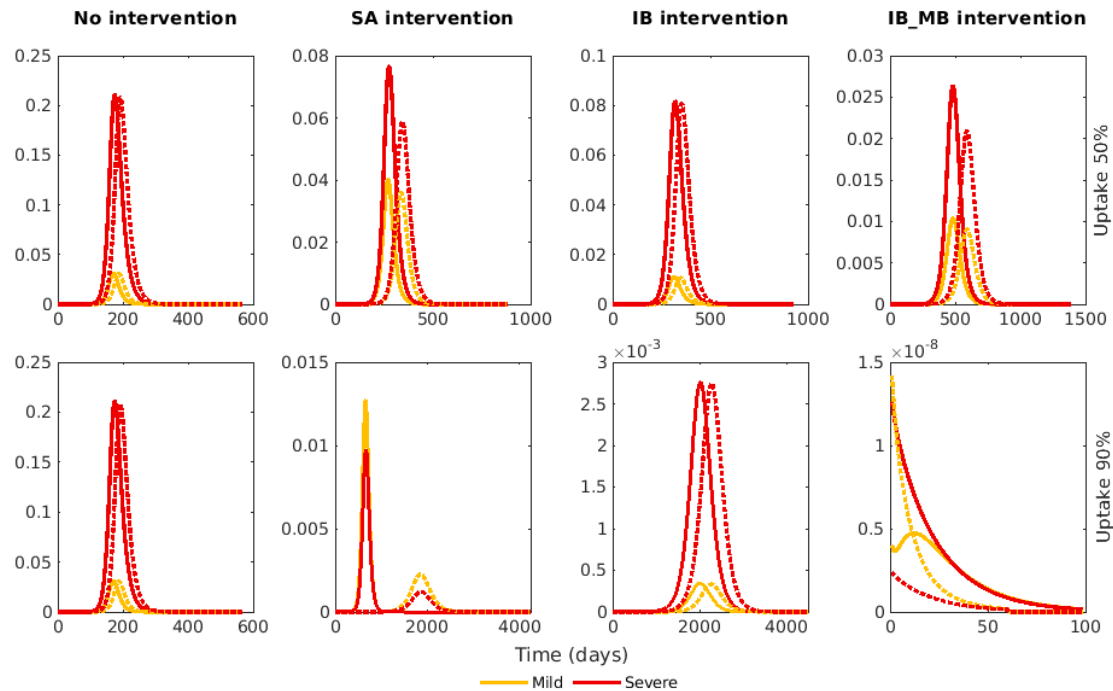 No intervention SA intervention IB intervention IB_MB intervention
0.25 0.08 0.1 0.03
0.2 0.06 0.08 0.025
0.15 0.04 0.06 0.02
0.1 0.02 0.04 0.015
0.05 0 0.02 0.01
0 0 0.005
0
0 200 400 600 0 500 1000 0 500 1000 0 500 1000 1500
Uptake 50%
0.25 0.015 3 ×10⁻³ 1.5 ×10⁻⁸
0.2 0.01 2.5 1
0.15 0.005 2 0.5
0.1 0 1.5 0
0.05 1
0 0.5
0
0 200 400 600 0 2000 4000 0 2000 4000 0 50 100
Uptake 90%
Time (days)
Mild Severe